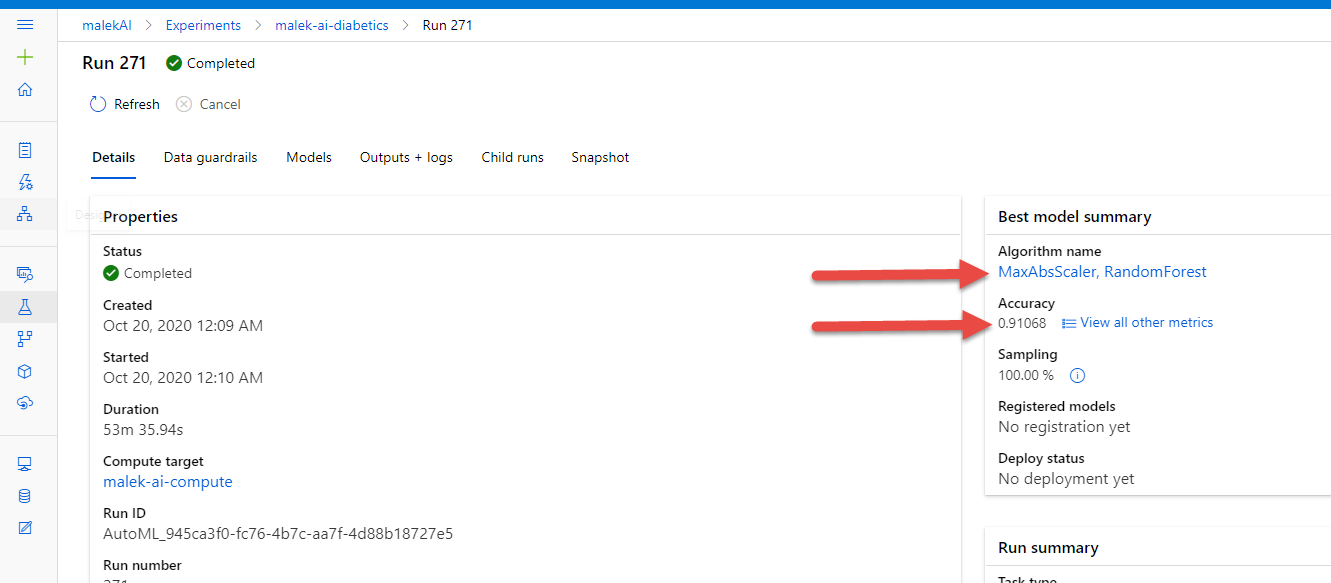 malekAI > Experiments > malek-ai-diabetics > Run 271
Run 271 Completed
Refresh Cancel
Details Data guardrails Models Outputs + logs Child runs Snapshot
Properties
Status
Completed
Created
Oct 20, 2020 12:09 AM
Started
Oct 20, 2020 12:10 AM
Duration
53m 35.94s
Compute target
malek-ai-compute
Run ID
AutoML_945ca3f0-fc76-4b7c-aa7f-4d88b18727e5
Run number
271
Best model summary
Algorithm name
MaxAbsScaler, RandomForest
Accuracy
0.91068 View all other metrics
Sampling
100.00 %
Registered models
No registration yet
Deploy status
No deployment yet
Run summary
Task type